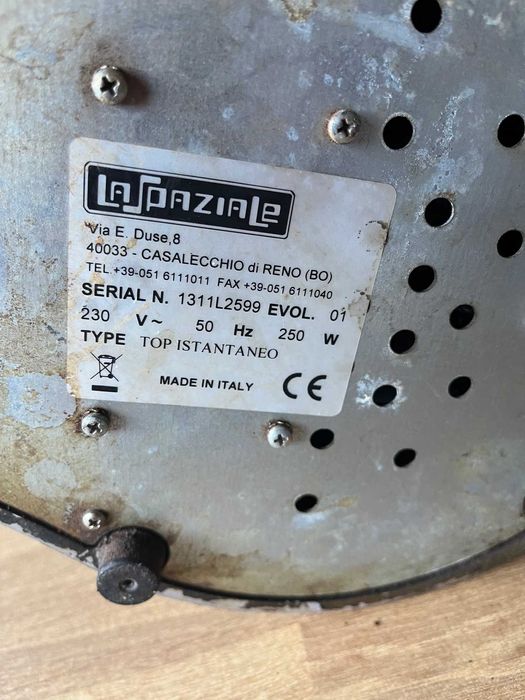 LaSpaziale
Via E. Duse,8
40033 - CASALECCHIO di RENO (BO)
TEL +39-051 6111011 FAX +39-051 6111040
SERIAL N. 1311L2599 EVOL. 01
230 V~ 50 Hz 250 W
TYPE TOP ISTANTANEO
MADE IN ITALY CE